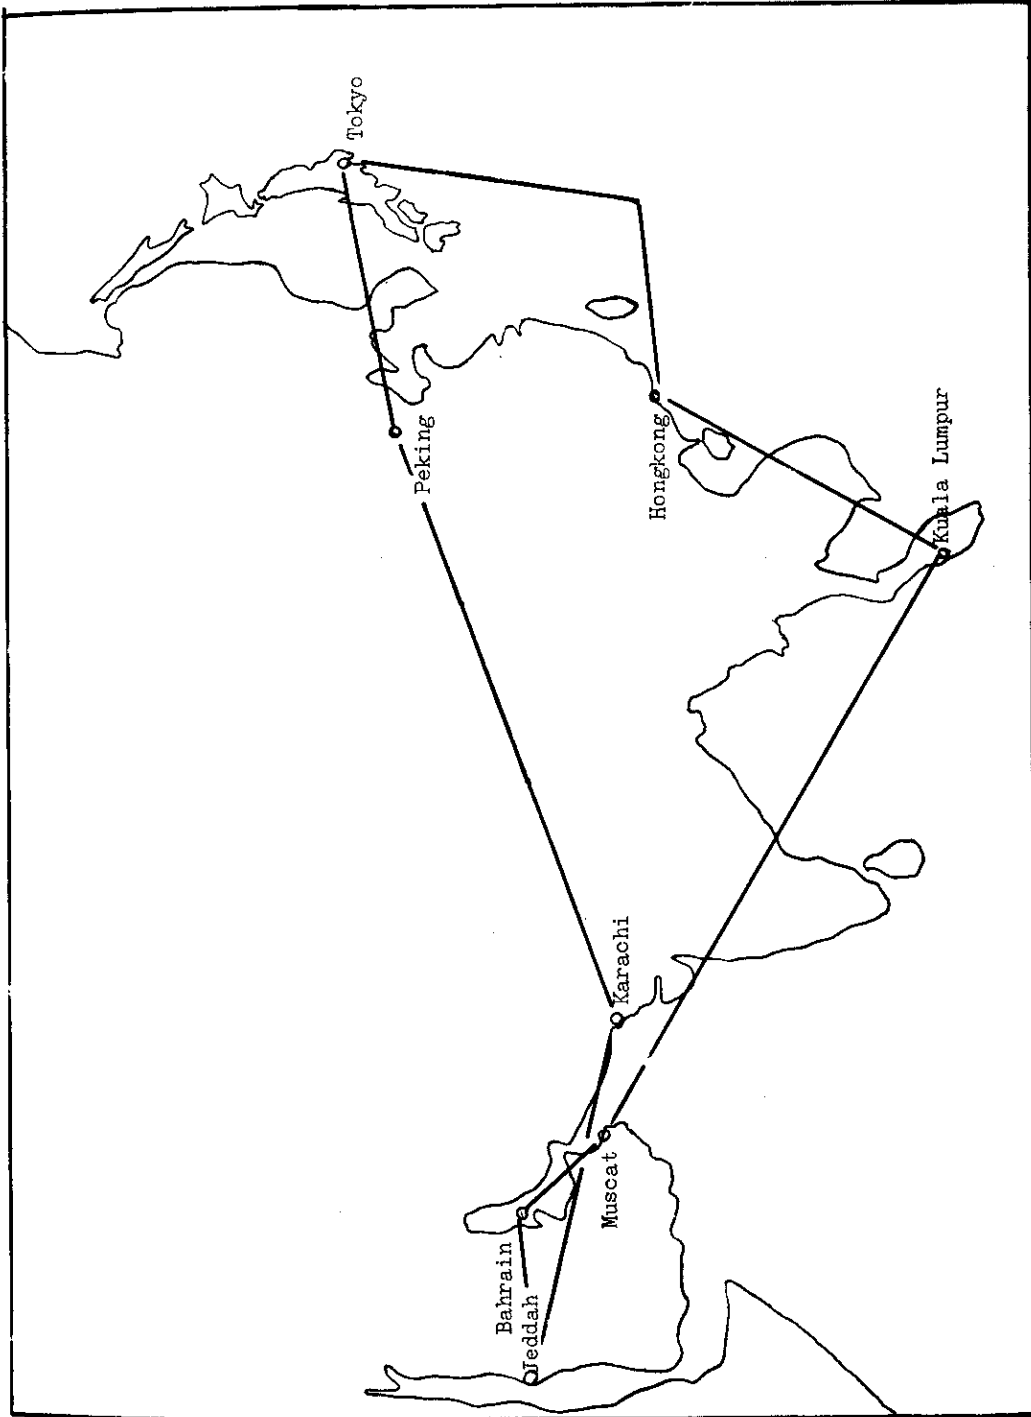 Tokyo
Peking
Hongkong
Kuala Lumpur
Karachi
Muscat
Bahrain
Jeddah